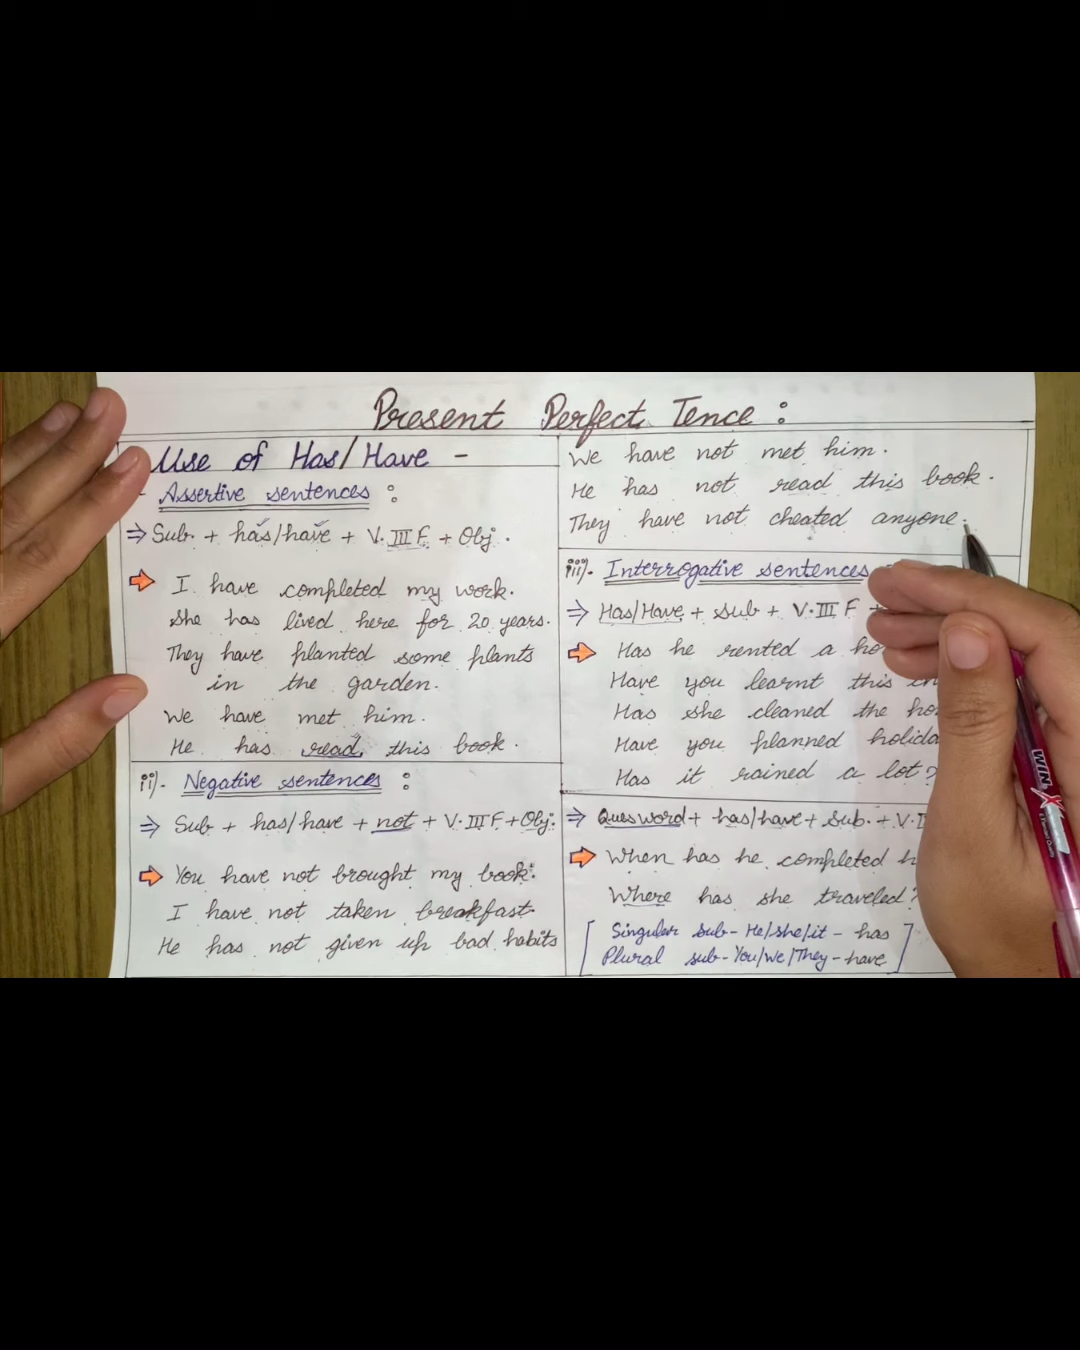 Present Perfect Tence :
Use of Has/Have -
Assertive sentences :
⇒ Sub. + has/have + V. III F. + Obj.
I have completed my work.
She has lived here for 20 years.
They have planted some plants
in the garden.
We have met him.
He has read this book.
ii). Negative sentences :
⇒ Sub + has/have + not + V. III F. + Obj.
You have not brought my book.
I have not taken breakfast
He has not given up bad habits
We have not met him.
He has not read this book.
They have not cheated anyone.
iii). Interrogative sentences
⇒ Has/Have + sub + V. III F +
Has he rented a
Have you learnt this
Has she cleaned the
Have you planned
Has it rained a lot?
⇒ Ques word + has/have + sub. + V.
When has he completed
Where has she traveled?
[ Singular sub - He/she/it - has ]
Plural sub - You/We/They - have
WIN X